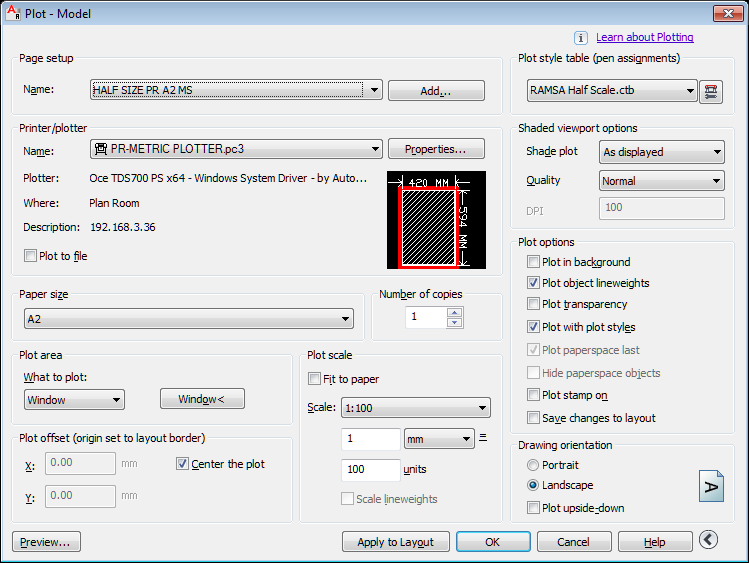 Plot - Model
Learn about Plotting
Page setup
Name:
HALF SIZE PR A2 MS
Add...
Plot style table (pen assignments)
RAMSA Half Scale.ctb
Printer/plotter
Name:
PR-METRIC PLOTTER.pc3
Properties...
Plotter:
Oce TDS700 PS x64 - Windows System Driver - by Auto...
Where:
Plan Room
Description:
192.168.3.36
Plot to file
420 MM
594 MM
Shaded viewport options
Shade plot
As displayed
Quality
Normal
DPI
100
Paper size
A2
Number of copies
1
Plot options
Plot in background
Plot object lineweights
Plot transparency
Plot with plot styles
Plot paperspace last
Hide paperspace objects
Plot stamp on
Save changes to layout
Plot area
What to plot:
Window
Window<
Plot scale
Fit to paper
Scale:
1:100
1
mm
=
100
units
Scale lineweights
Plot offset (origin set to layout border)
X:
0.00
mm
Center the plot
Y:
0.00
mm
Drawing orientation
Portrait
Landscape
Plot upside-down
A
Preview...
Apply to Layout
OK
Cancel
Help